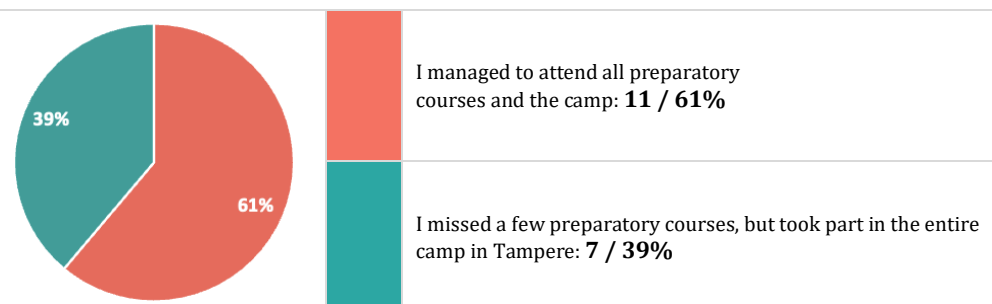 39%
61%
I managed to attend all preparatory
courses and the camp: 11 / 61%
I missed a few preparatory courses, but took part in the entire
camp in Tampere: 7 / 39%